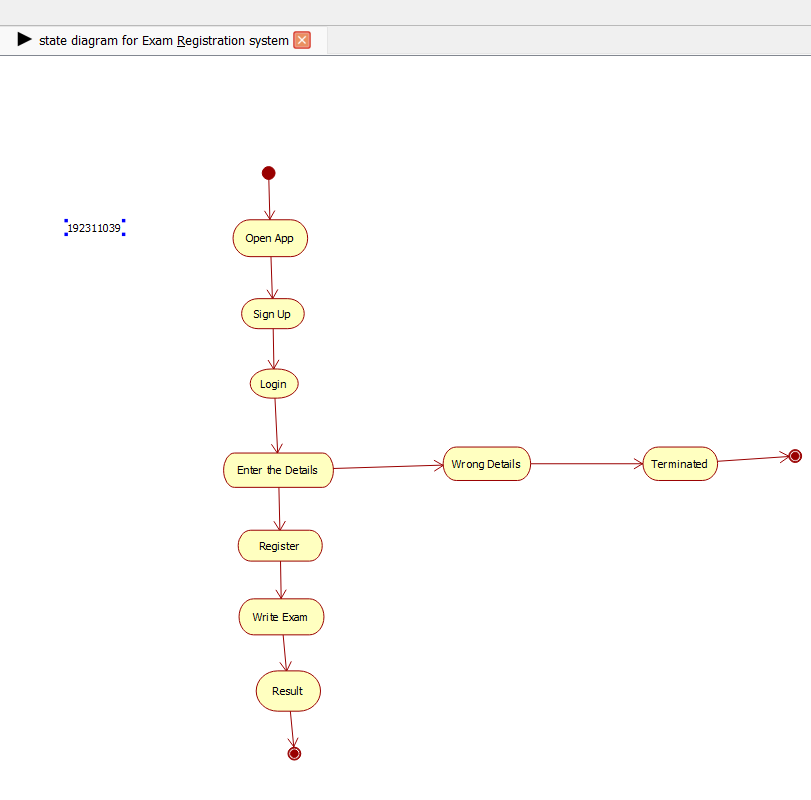 state diagram for Exam Registration system
192311039
Open App
Sign Up
Login
Enter the Details
Wrong Details
Terminated
Register
Write Exam
Result